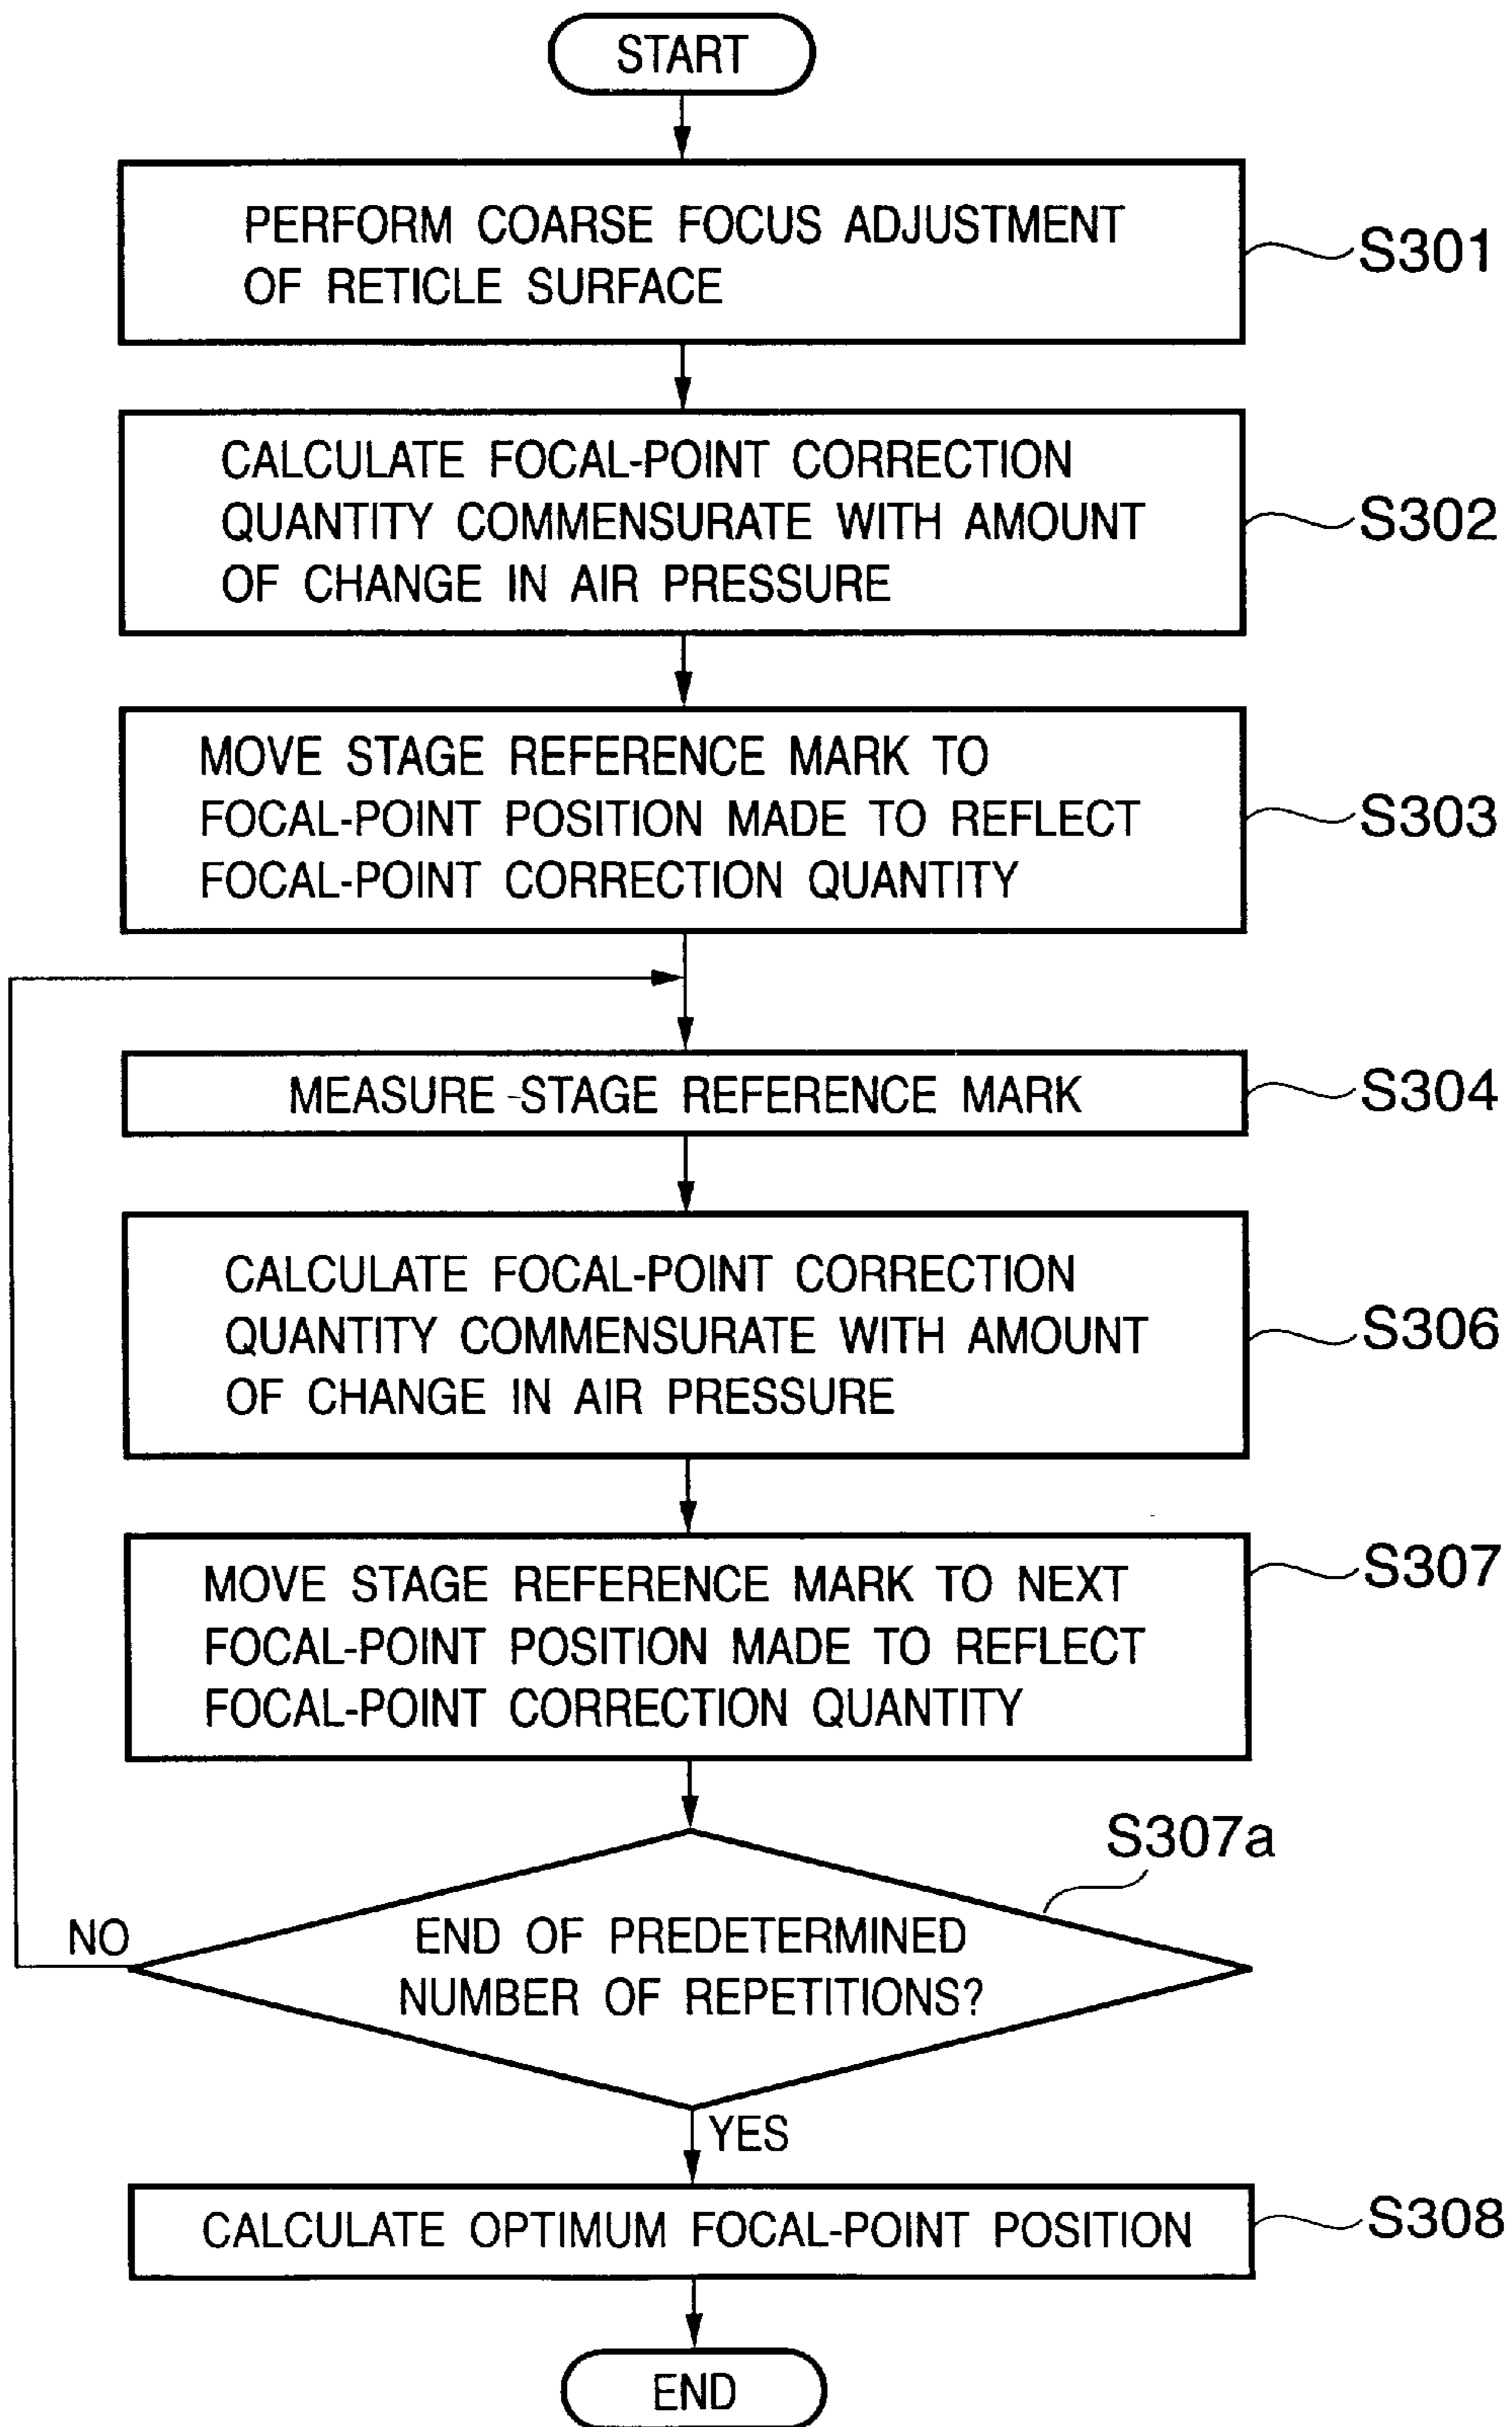 START
PERFORM COARSE FOCUS ADJUSTMENT
OF RETICLE SURFACE
S301
CALCULATE FOCAL-POINT CORRECTION
QUANTITY COMMENSURATE WITH AMOUNT
OF CHANGE IN AIR PRESSURE
S302
MOVE STAGE REFERENCE MARK TO
FOCAL-POINT POSITION MADE TO REFLECT
FOCAL-POINT CORRECTION QUANTITY
S303
MEASURE STAGE REFERENCE MARK
S304
CALCULATE FOCAL-POINT CORRECTION
QUANTITY COMMENSURATE WITH AMOUNT
OF CHANGE IN AIR PRESSURE
S306
MOVE STAGE REFERENCE MARK TO NEXT
FOCAL-POINT POSITION MADE TO REFLECT
FOCAL-POINT CORRECTION QUANTITY
S307
S307a
NO
END OF PREDETERMINED
NUMBER OF REPETITIONS?
YES
CALCULATE OPTIMUM FOCAL-POINT POSITION
S308
END